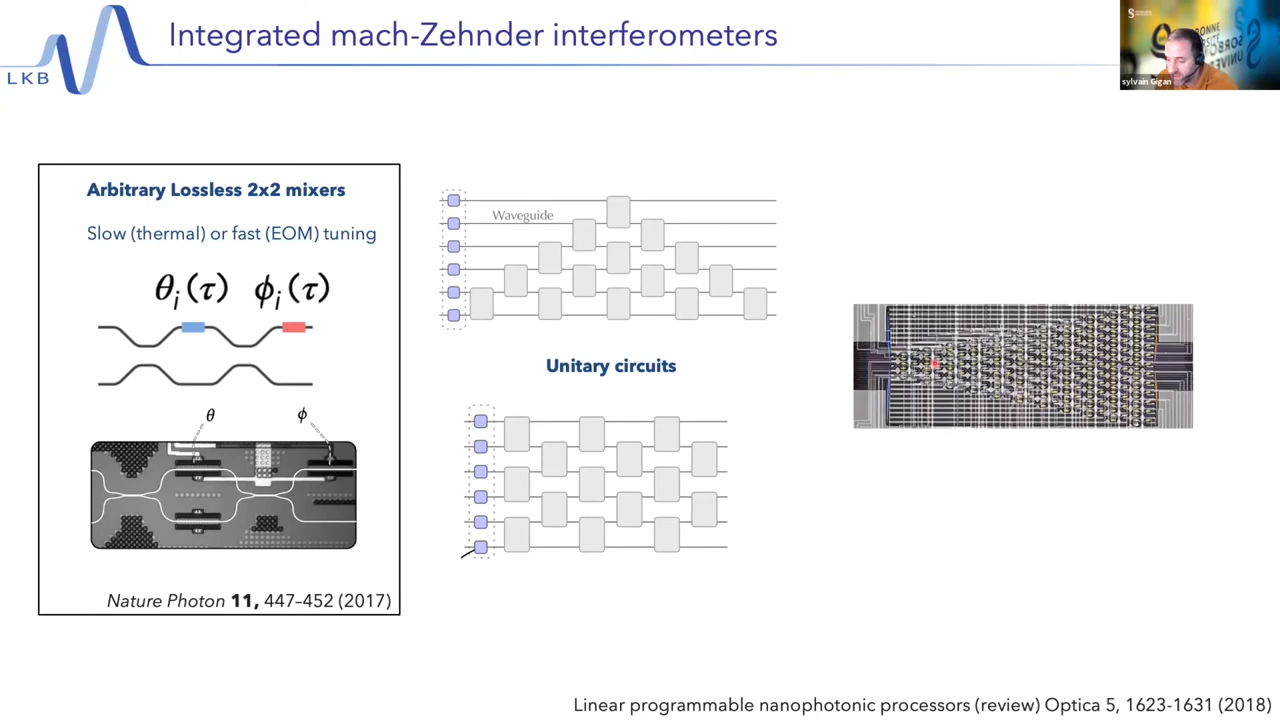 Integrated mach-Zehnder interferometers
LKB
sylvain Gigan
Arbitrary Lossless 2x2 mixers
Slow (thermal) or fast (EOM) tuning
θi(τ) ϕi(τ)
θ ϕ
Nature Photon 11, 447–452 (2017)
Waveguide
Unitary circuits
Linear programmable nanophotonic processors (review) Optica 5, 1623-1631 (2018)